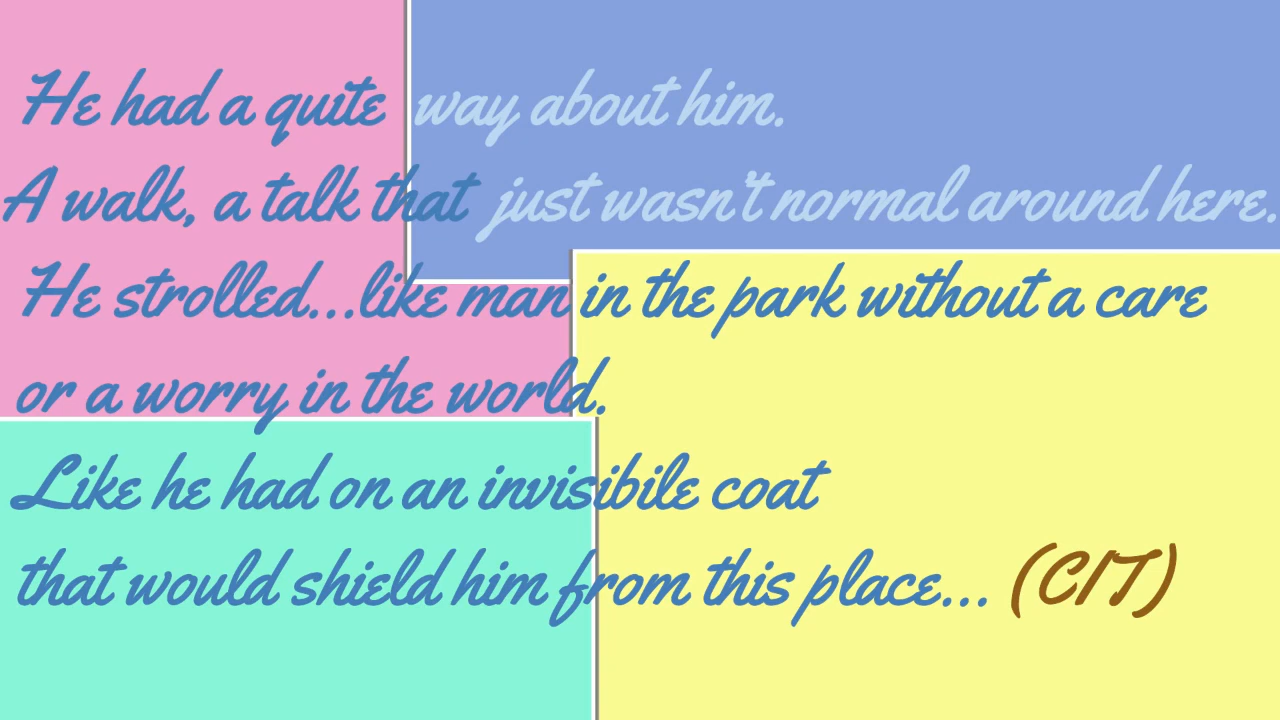 He had a quite way about him.
A walk, a talk that just wasn't normal around here.
He strolled...like man in the park without a care
or a worry in the world.
Like he had on an invisibile coat
that would shield him from this place... (CIT)